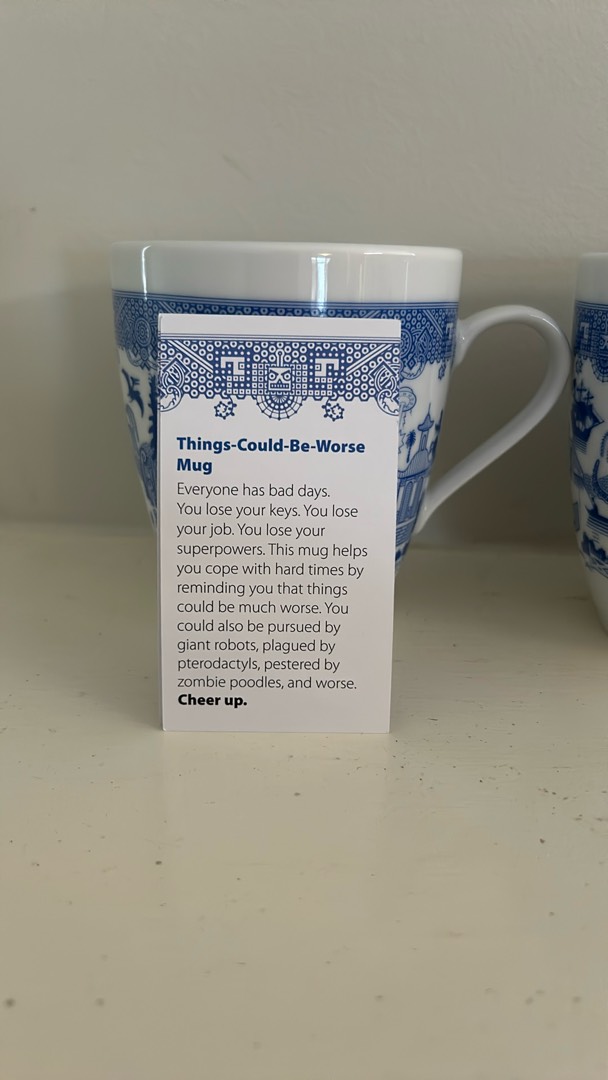 Things-Could-Be-Worse
Mug
Everyone has bad days.
You lose your keys. You lose
your job. You lose your
superpowers. This mug helps
you cope with hard times by
reminding you that things
could be much worse. You
could also be pursued by
giant robots, plagued by
pterodactyls, pestered by
zombie poodles, and worse.
Cheer up.